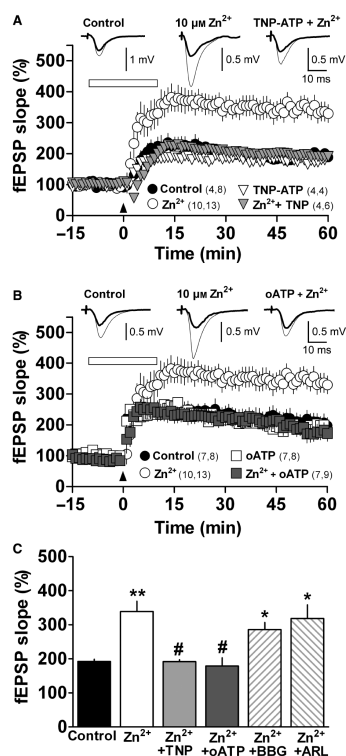 A
Control
10 µM Zn²⁺
TNP-ATP + Zn²⁺
1 mV
0.5 mV
0.5 mV
10 ms
fEPSP slope (%)
500
400
300
200
100
0
Control (4,8)
TNP-ATP (4,4)
Zn²⁺ (10,13)
Zn²⁺+ TNP (4,6)
−15
0
15
30
45
60
Time (min)
B
Control
10 µM Zn²⁺
oATP + Zn²⁺
0.5 mV
0.5 mV
0.5 mV
10 ms
fEPSP slope (%)
500
400
300
200
100
0
Control (7,8)
oATP (7,8)
Zn²⁺ (10,13)
Zn²⁺ + oATP (7,9)
−15
0
15
30
45
60
Time (min)
C
fEPSP slope (%)
500
400
300
200
100
0
**
#
#
*
*
Control
Zn²⁺
Zn²⁺ +TNP
Zn²⁺ +oATP
Zn²⁺ +BBG
Zn²⁺ +ARL